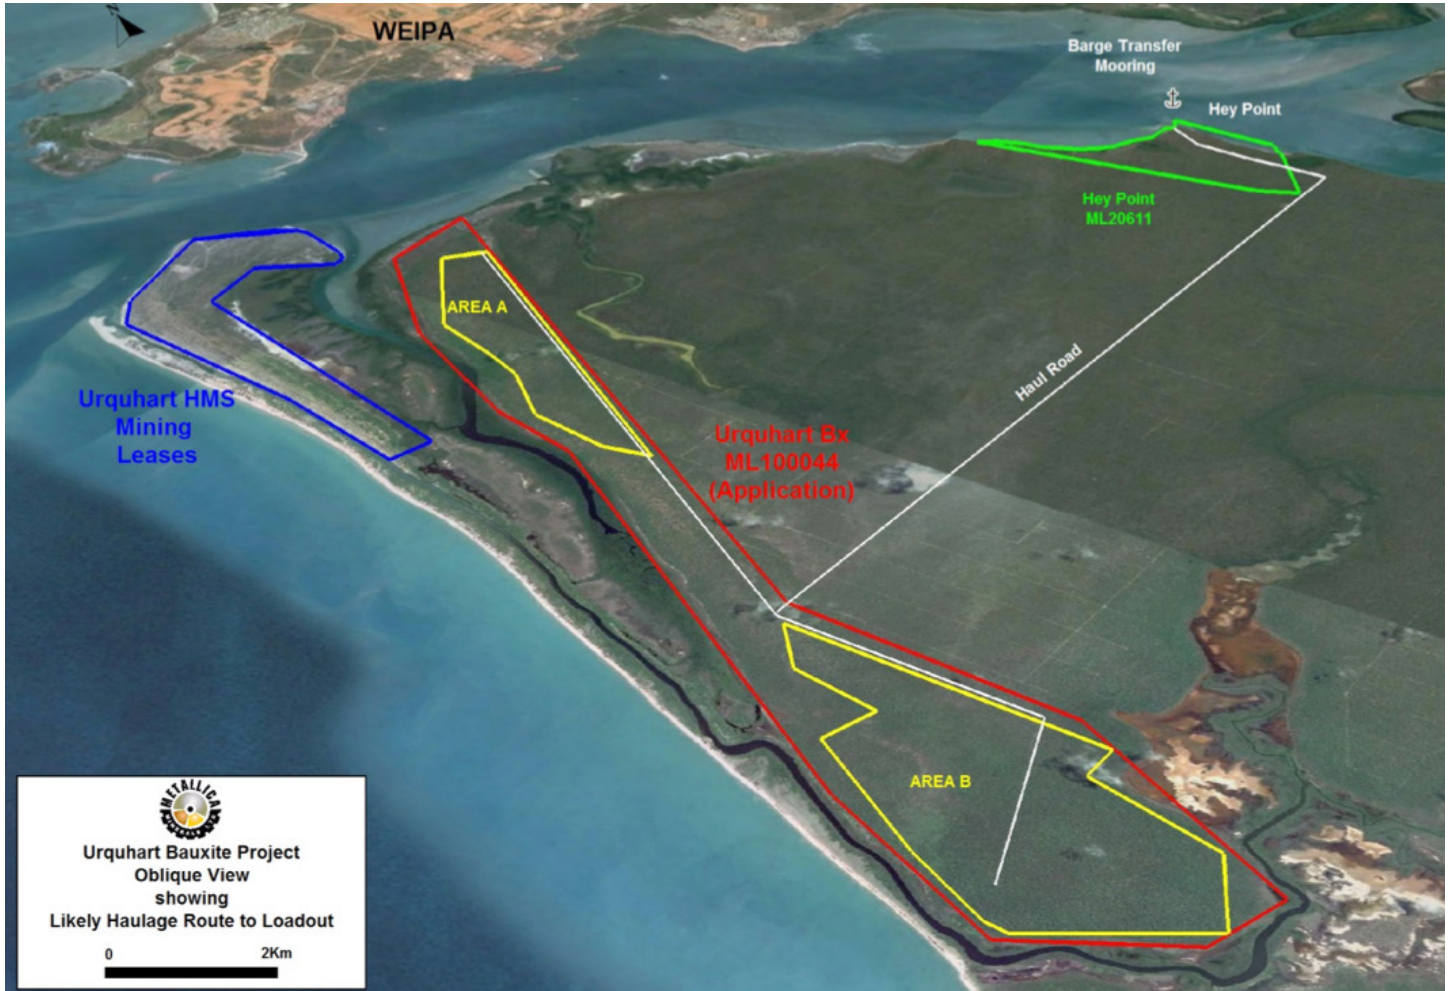 N
WEIPA
Barge Transfer
Mooring
Hey Point
Hey Point
ML20611
AREA A
Haul Road
Urquhart HMS
Mining
Leases
Urquhart Bx
ML100044
(Application)
AREA B
METALLICA
Urquhart Bauxite Project
Oblique View
showing
Likely Haulage Route to Loadout
0 2Km